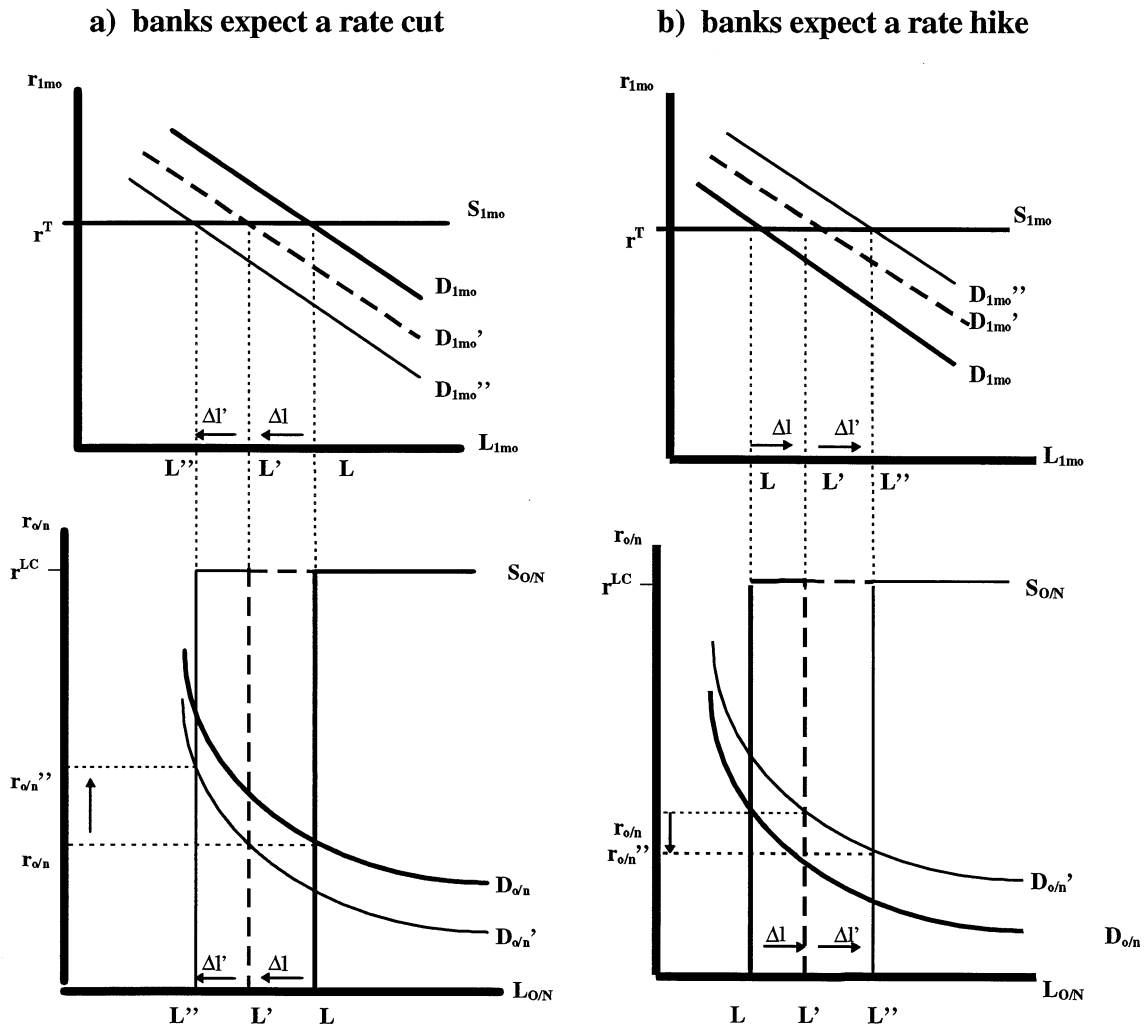 a) banks expect a rate cut
r1mo
S1mo
rT
D1mo
D1mo’
D1mo’’
Δl’ Δl
L1mo
L’’ L’ L
ro/n
rLC
SO/N
ro/n’’
ro/n
Do/n
Do/n’
Δl’ Δl
LO/N
L’’ L’ L
b) banks expect a rate hike
r1mo
S1mo
rT
D1mo’’
D1mo’
D1mo
Δl Δl’
L1mo
L L’ L’’
ro/n
rLC
SO/N
ro/n
ro/n’’
Do/n’
Do/n
Δl Δl’
LO/N
L L’ L’’